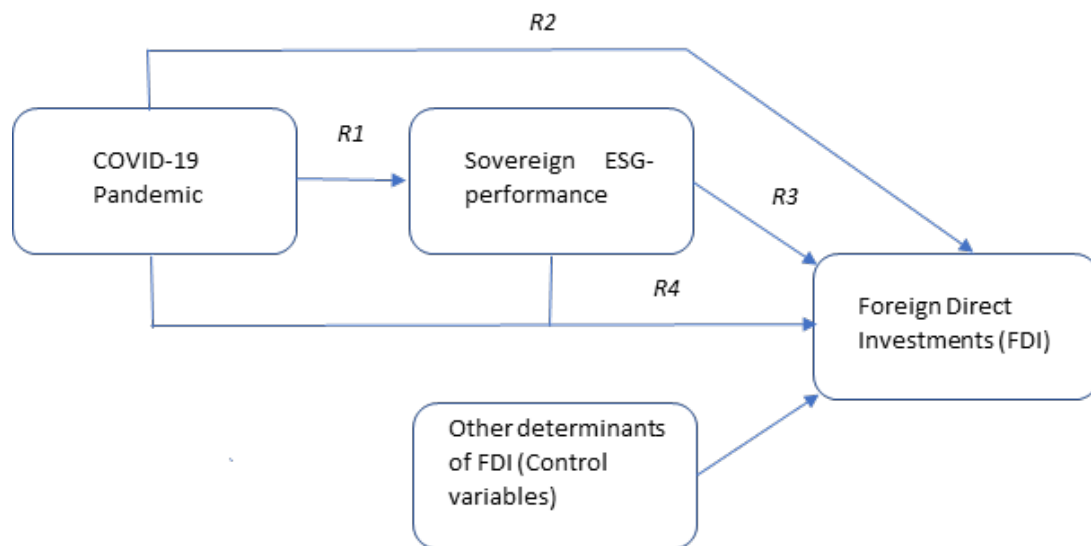 R2
COVID-19
Pandemic
R1
Sovereign ESG-
performance
R3
R4
Foreign Direct
Investments (FDI)
Other determinants
of FDI (Control
variables)